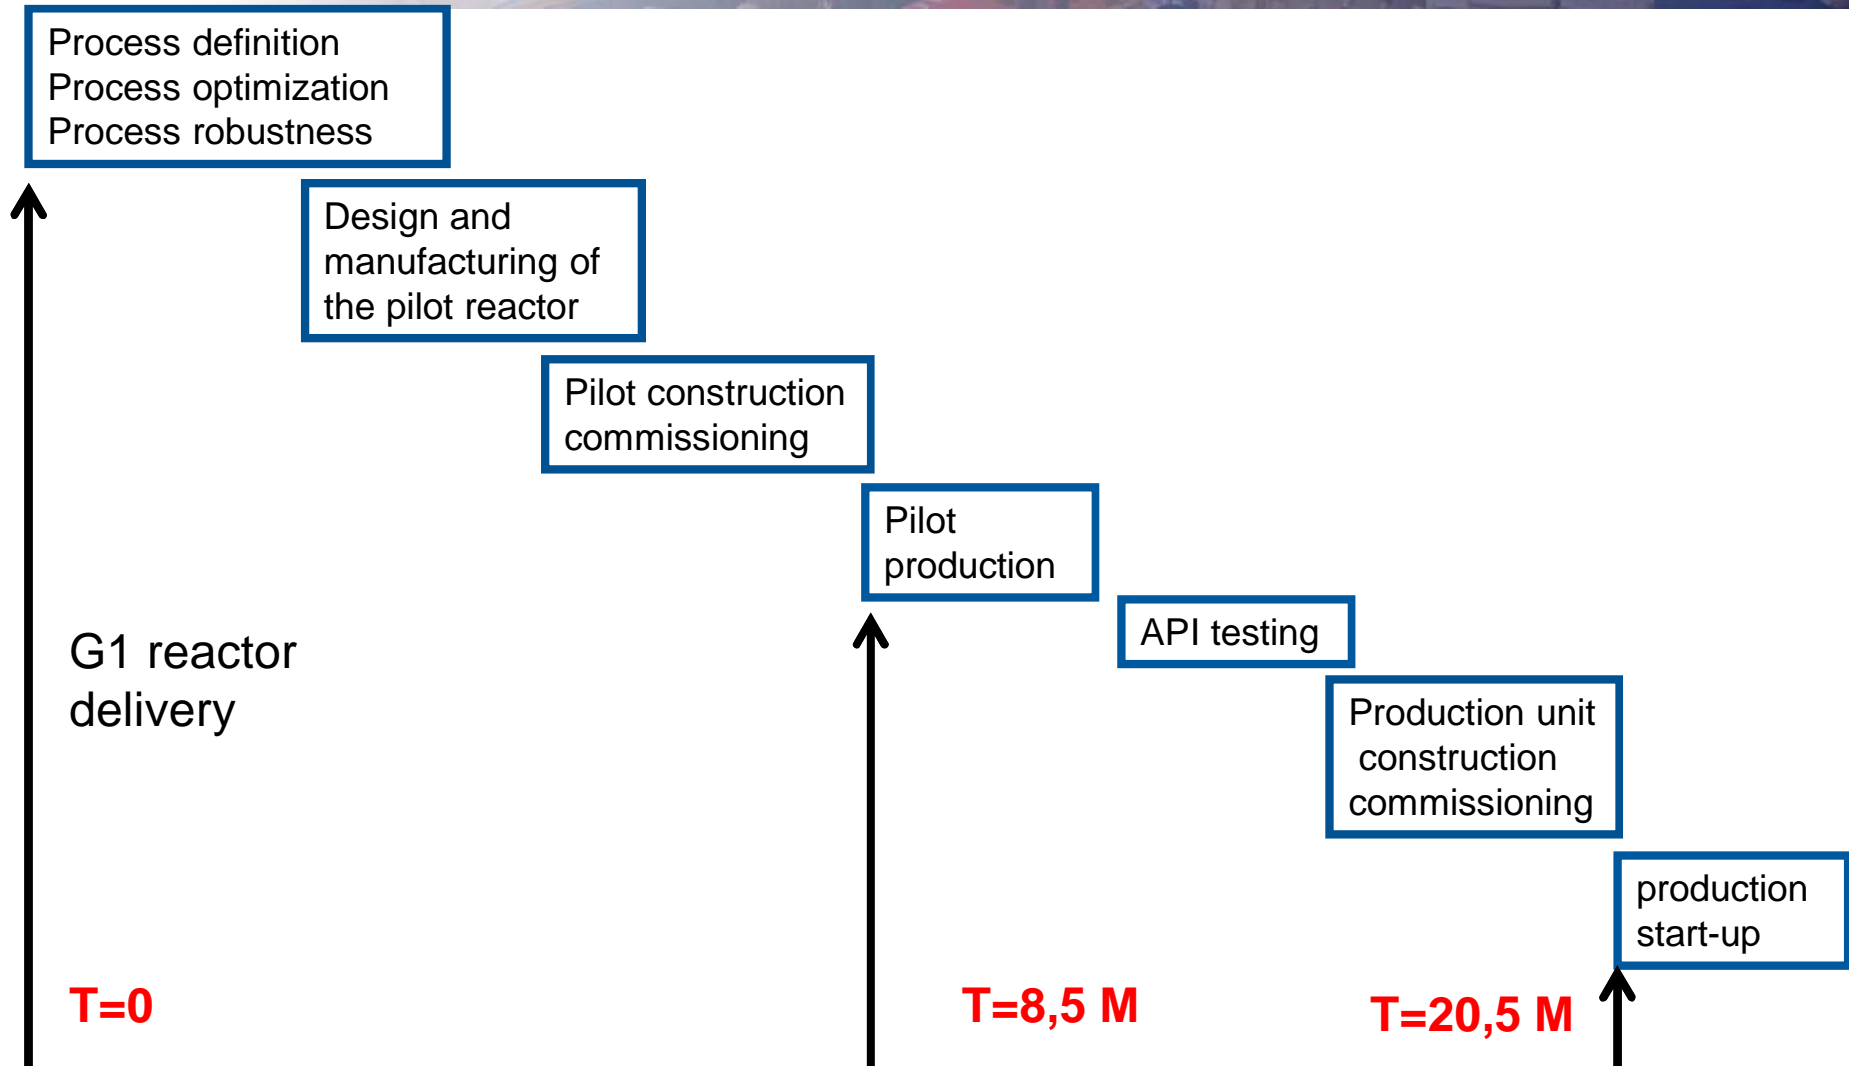 Process definition
Process optimization
Process robustness
Design and
manufacturing of
the pilot reactor
Pilot construction
commissioning
Pilot
production
API testing
G1 reactor
delivery
Production unit
construction
commissioning
production
start-up
T=0
T=8,5 M
T=20,5 M